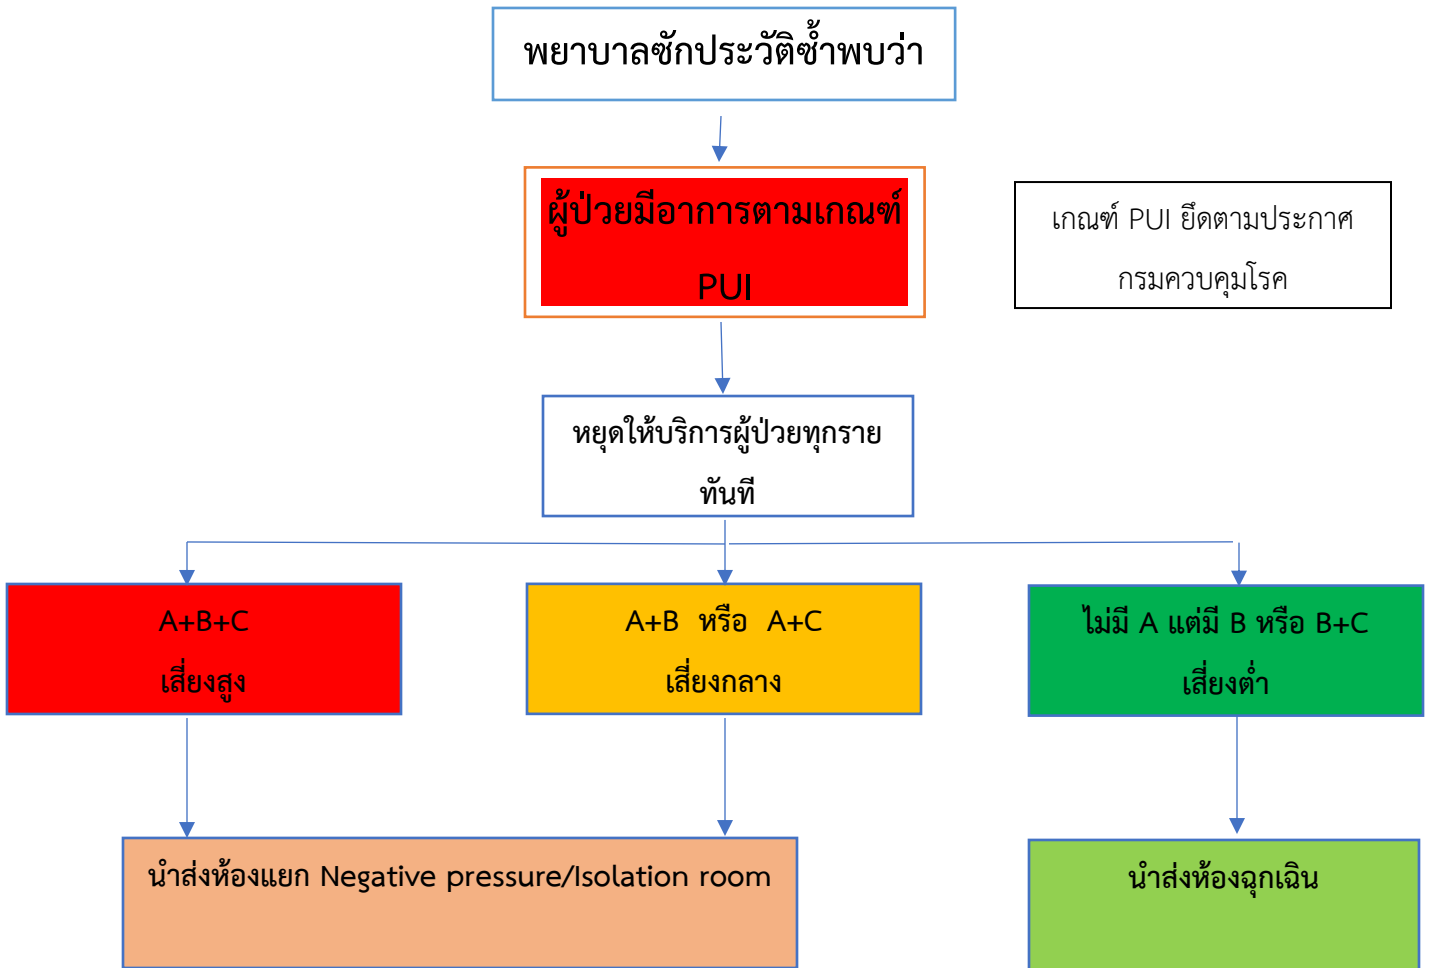 พยาบาลซักประวัติซ้ำพบว่า
ผู้ป่วยมีอาการตามเกณฑ์
PUI
เกณฑ์ PUI ยึดตามประกาศ
กรมควบคุมโรค
หยุดให้บริการผู้ป่วยทุกราย
ทันที
A+B+C
เสี่ยงสูง
A+B หรือ A+C
เสี่ยงกลาง
ไม่มี A แต่มี B หรือ B+C
เสี่ยงต่ำ
นำส่งห้องแยก Negative pressure/Isolation room
นำส่งห้องฉุกเฉิน